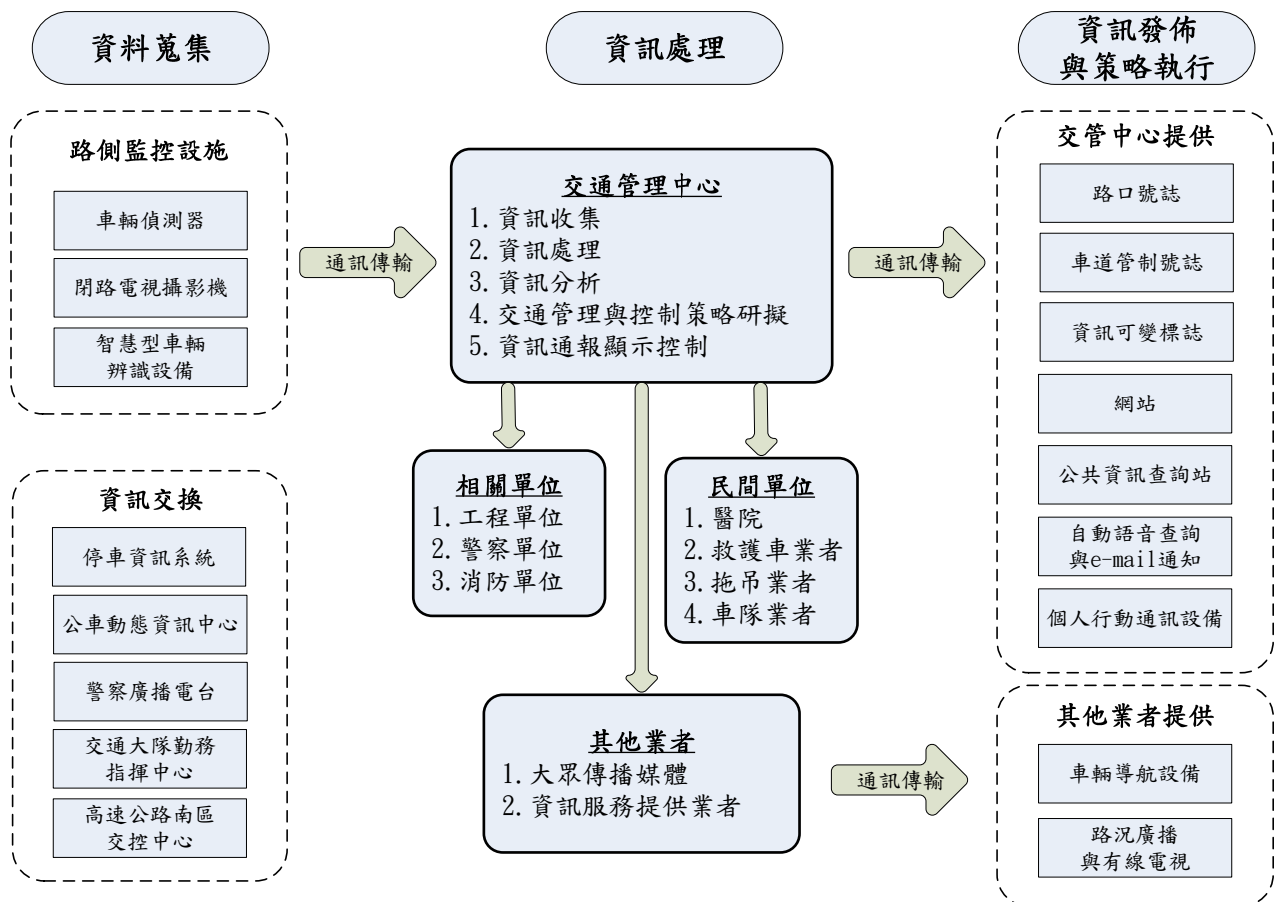 資料蒐集
資訊處理
資訊發佈
與策略執行
路側監控設施
車輛偵測器
閉路電視攝影機
智慧型車輛
辨識設備
資訊交換
停車資訊系統
公車動態資訊中心
警察廣播電台
交通大隊勤務
指揮中心
高速公路南區
交控中心
通訊傳輸
交通管理中心
1. 資訊收集
2. 資訊處理
3. 資訊分析
4. 交通管理與控制策略研擬
5. 資訊通報顯示控制
相關單位
1. 工程單位
2. 警察單位
3. 消防單位
民間單位
1. 醫院
2. 救護車業者
3. 拖吊業者
4. 車隊業者
其他業者
1. 大眾傳播媒體
2. 資訊服務提供業者
通訊傳輸
通訊傳輸
交管中心提供
路口號誌
車道管制號誌
資訊可變標誌
網站
公共資訊查詢站
自動語音查詢
與e-mail通知
個人行動通訊設備
其他業者提供
車輛導航設備
路況廣播
與有線電視